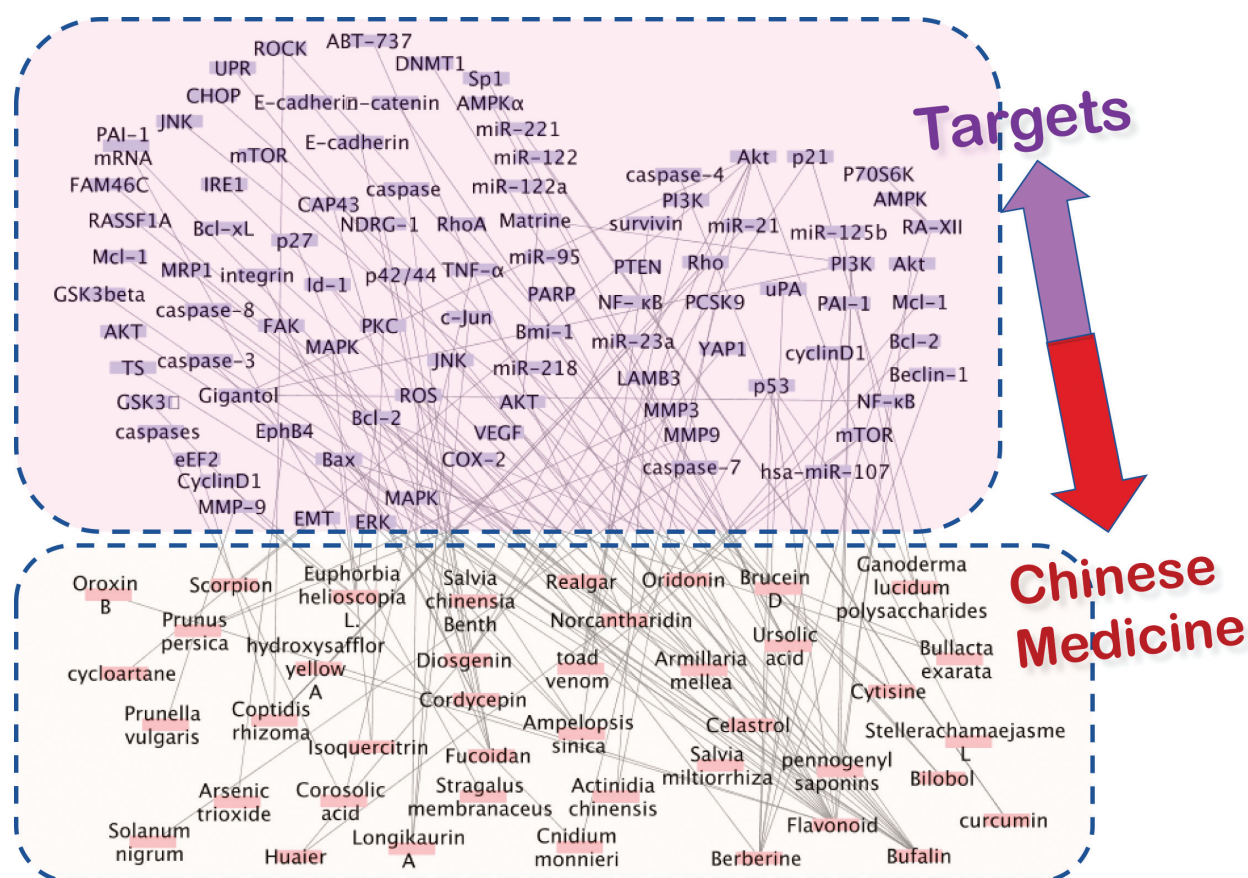 ROCK
ABT-737
UPR
DNMT1
Sp1
CHOP
E-cadherin
n-catenin
AMPKα
JNK
miR-221
PAI-1
mRNA
mTOR
E-cadherin
miR-122
Akt
p21
FAM46C
IRE1
caspase
miR-122a
caspase-4
P70S6K
CAP43
PI3K
AMPK
RASSF1A
Bcl-xL
NDRG-1
RhoA
Matrine
survivin
miR-21
miR-125b
RA-XII
p27
Mcl-1
MRP1
integrin
Id-1
p42/44
TNF-α
miR-95
PTEN
Rho
PI3K
Akt
GSK3beta
caspase-8
PARP
NF- κB
PCSK9
uPA
PAI-1
Mcl-1
AKT
FAK
PKC
c-Jun
Bmi-1
MAPK
miR-23a
YAP1
cyclinD1
Bcl-2
TS
caspase-3
JNK
miR-218
LAMB3
p53
Beclin-1
GSK3□
Gigantol
ROS
AKT
MMP3
NF-κB
caspases
EphB4
Bcl-2
VEGF
MMP9
mTOR
eEF2
Bax
COX-2
caspase-7
hsa-miR-107
CyclinD1
MMP-9
MAPK
EMT
ERK
Targets
Chinese
Medicine
Oroxin
B
Scorpion
Euphorbia
helioscopia
L.
Salvia
chinensia
Benth
Realgar
Oridonin
Brucein
D
Ganoderma
lucidum
polysaccharides
Prunus
persica
hydroxysafflor
yellow
A
Norcantharidin
Ursolic
acid
Bullacta
exarata
cycloartane
Diosgenin
toad
venom
Armillaria
mellea
Cytisine
Prunella
vulgaris
Coptidis
rhizoma
Cordycepin
Ampelopsis
sinica
Celastrol
Stellerachamaejasme
L
Isoquercitrin
Fucoidan
Salvia
miltiorrhiza
pennogenyl
saponins
Bilobol
Arsenic
trioxide
Corosolic
acid
Stragalus
membranaceus
Actinidia
chinensis
Flavonoid
curcumin
Solanum
nigrum
Huaier
Longikaurin
A
Cnidium
monnieri
Berberine
Bufalin